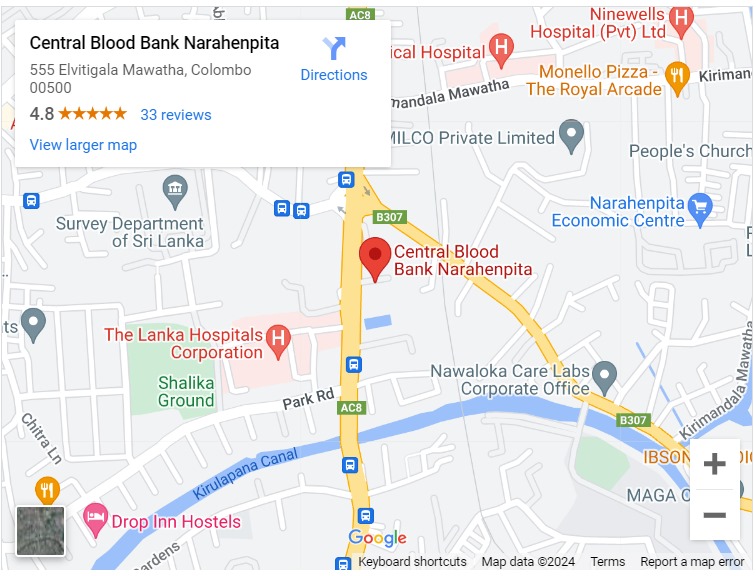 AC8
Central Blood Bank Narahenpita
555 Elvitigala Mawatha, Colombo
00500
Directions
4.8
33 reviews
View larger map
Ninewells
Hospital (Pvt) Ltd
H
ical Hospital
H
Monello Pizza -
The Royal Arcade
Kiriman
mandala Mawatha
MILCO Private Limited
People's Church
Survey Department
of Sri Lanka
B307
Narahenpita
Economic Centre
Central Blood
Bank Narahenpita
ts
The Lanka Hospitals
Corporation
H
Shalika
Ground
Park Rd
AC8
Nawaloka Care Labs
Corporate Office
B307
Kirimandala Mawatha
Chitra Ln
Kirulapana Canal
IBSON
MAGA
Drop Inn Hostels
Gardens
Google
Keyboard shortcuts
Map data ©2024
Terms
Report a map error